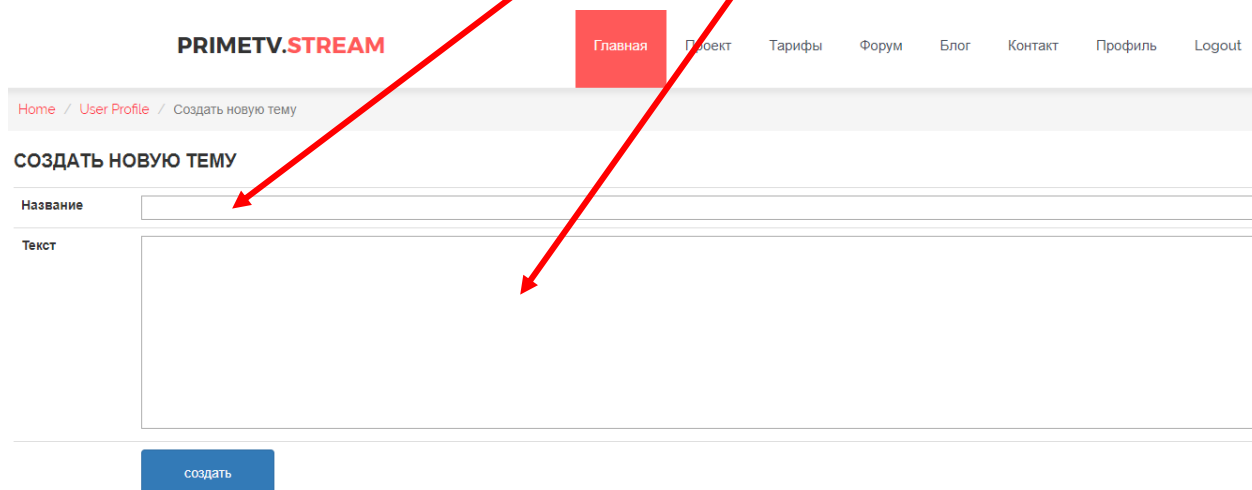 PRIMETV.STREAM
Главная Проект Тарифы Форум Блог Контакт Профиль Logout
Home / User Profile / Создать новую тему
СОЗДАТЬ НОВУЮ ТЕМУ
Название
Текст
создать